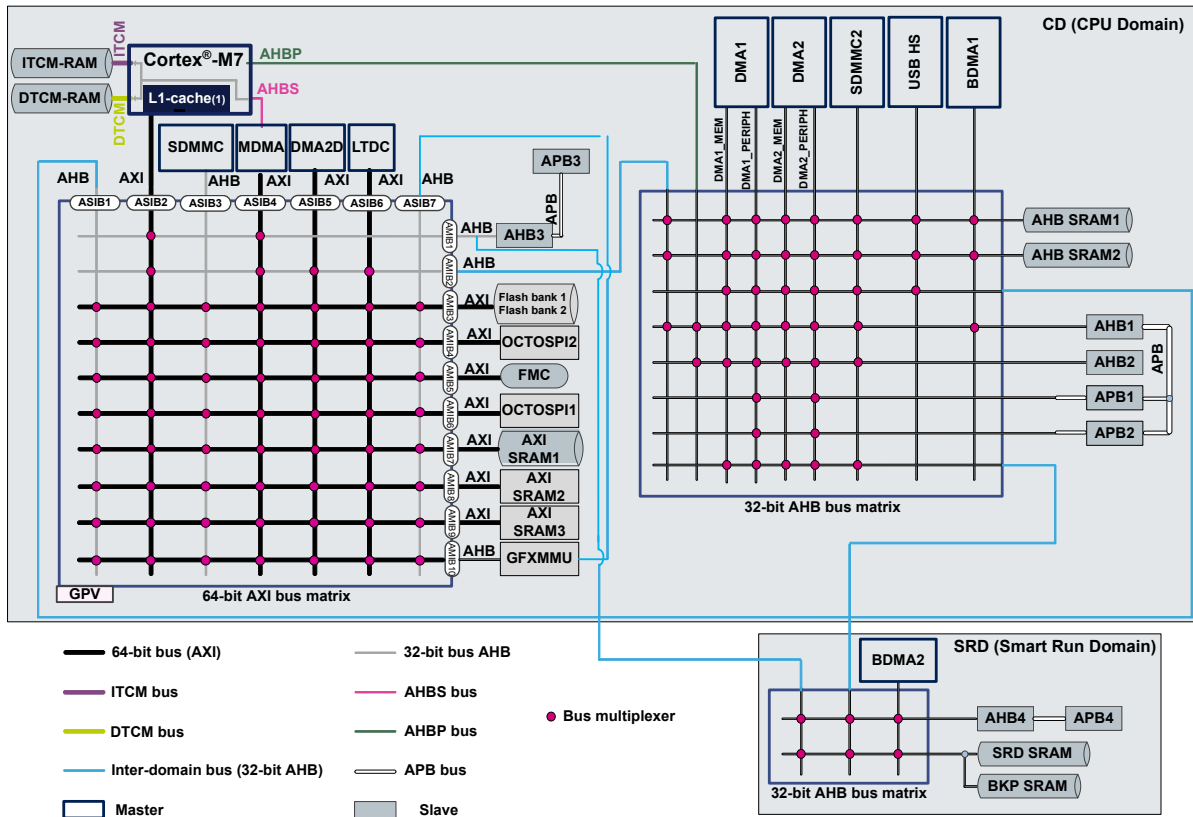 CD (CPU Domain)
ITCM
ITCM-RAM
Cortex®-M7
AHBP
DTCM-RAM
L1-cache(1)
AHBS
DTCM
DMA1
DMA2
SDMMC2
USB HS
BDMA1
SDMMC
MDMA
DMA2D
LTDC
APB3
DMA1_MEM
DMA1_PERIPH
DMA2_MEM
DMA2_PERIPH
AHB
AXI
AHB
AXI
AXI
AXI
AHB
APB
ASIB1
ASIB2
ASIB3
ASIB4
ASIB5
ASIB6
ASIB7
AMIB1
AHB
AHB3
AMIB2
AHB
AMIB3
AXI
Flash bank 1
Flash bank 2
AMIB4
AXI
OCTOSPI2
AMIB5
AXI
FMC
AMIB6
AXI
OCTOSPI1
AMIB7
AXI
AXI
SRAM1
AMIB8
AXI
AXI
SRAM2
AMIB9
AXI
AXI
SRAM3
AMIB10
AHB
GFXMMU
GPV
64-bit AXI bus matrix
AHB SRAM1
AHB SRAM2
AHB1
AHB2
APB
APB1
APB2
32-bit AHB bus matrix
64-bit bus (AXI)
32-bit bus AHB
ITCM bus
AHBS bus
Bus multiplexer
DTCM bus
AHBP bus
Inter-domain bus (32-bit AHB)
APB bus
Master
Slave
SRD (Smart Run Domain)
BDMA2
AHB4
APB4
SRD SRAM
BKP SRAM
32-bit AHB bus matrix